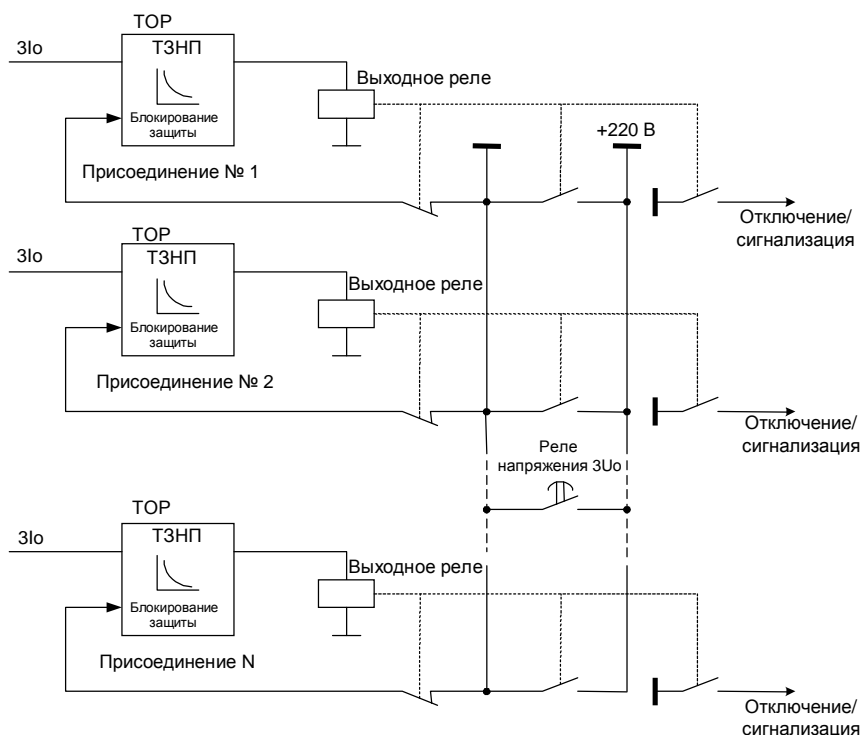 ТОР
3Io
ТЗНП
Блокирование
защиты
Выходное реле
+220 В
Присоединение № 1
Отключение/
сигнализация
ТОР
3Io
ТЗНП
Блокирование
защиты
Выходное реле
Присоединение № 2
Отключение/
сигнализация
Реле
напряжения 3Uo
ТОР
3Io
ТЗНП
Блокирование
защиты
Выходное реле
Присоединение N
Отключение/
сигнализация